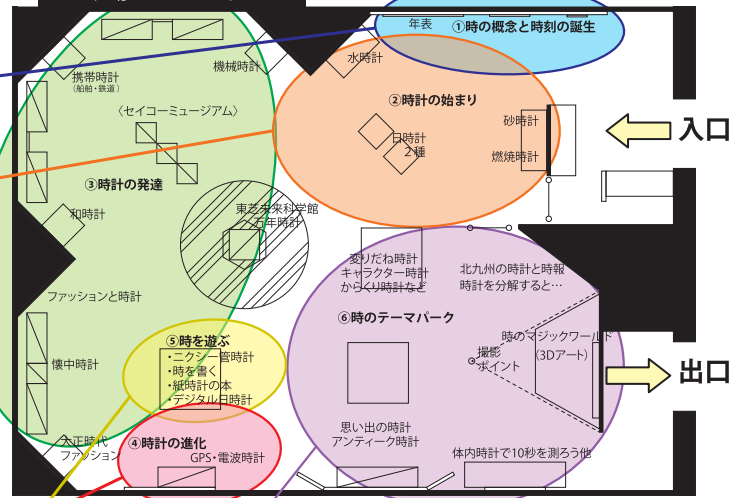 年表
①時の概念と時刻の誕生
水時計
②時計の始まり
砂時計
日時計
2種
燃焼時計
入口
機械時計
携帯時計
(船舶・鉄道)
〈セイコーミュージアム〉
③時計の発達
和時計
東芝未来科学館
万年時計
ファッションと時計
懐中時計
大正時代
ファッション
⑤時を遊ぶ
・ニクシー管時計
・時を書く
・紙時計の本
・デジタル日時計
④時計の進化
GPS・電波時計
変りだね時計
キャラクター時計
からくり時計など
北九州の時計と時報
時計を分解すると…
⑥時のテーマパーク
時のマジックワールド
(3Dアート)
撮影
ポイント
出口
思い出の時計
アンティーク時計
体内時計で10秒を測ろう他